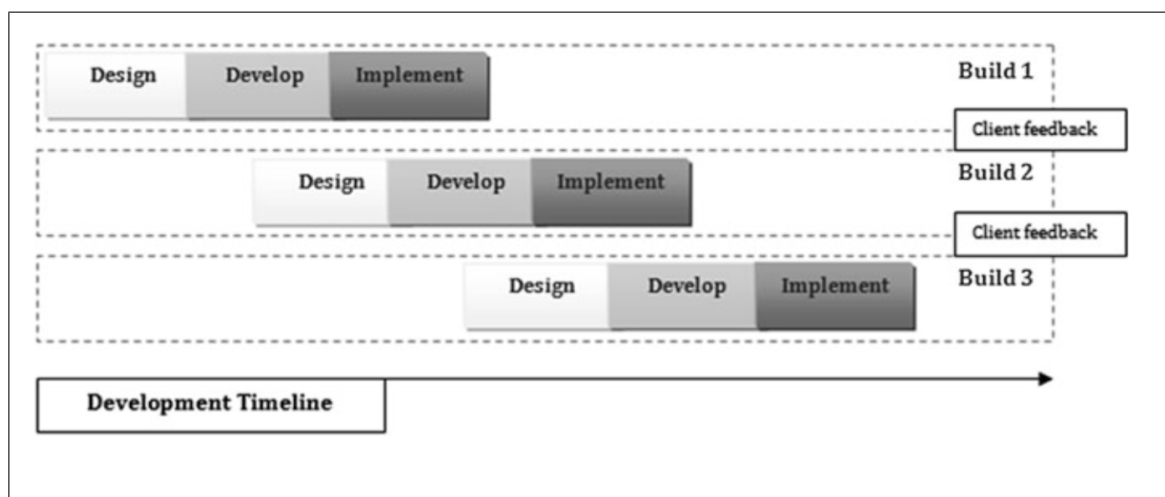 Design Develop Implement Build 1
Client feedback
Design Develop Implement Build 2
Client feedback
Design Develop Implement Build 3
Development Timeline